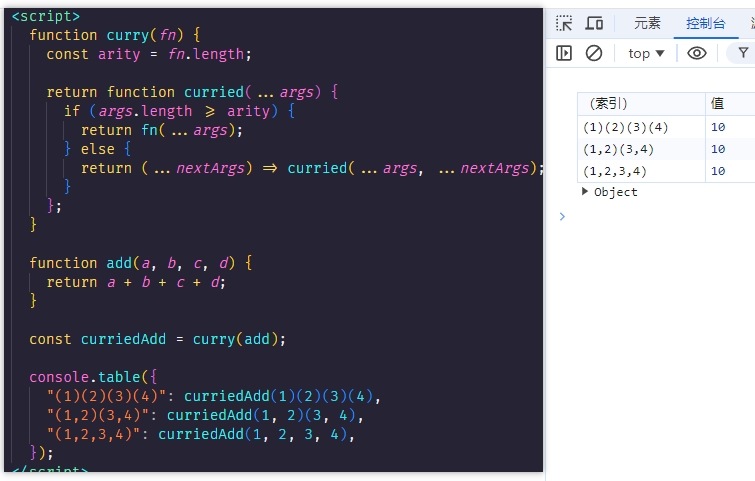 <script>
  function curry(fn) {
    const arity = fn.length;

    return function curried(...args) {
      if (args.length >= arity) {
        return fn(...args);
      } else {
        return (...nextArgs) => curried(...args, ...nextArgs);
      }
    };
  }

  function add(a, b, c, d) {
    return a + b + c + d;
  }

  const curriedAdd = curry(add);

  console.table({
    "(1)(2)(3)(4)": curriedAdd(1)(2)(3)(4),
    "(1,2)(3,4)": curriedAdd(1, 2)(3, 4),
    "(1,2,3,4)": curriedAdd(1, 2, 3, 4),
  });
</script>
元素 控制台
top ▼
(索引) 值
(1)(2)(3)(4) 10
(1,2)(3,4) 10
(1,2,3,4) 10
▶ Object
>